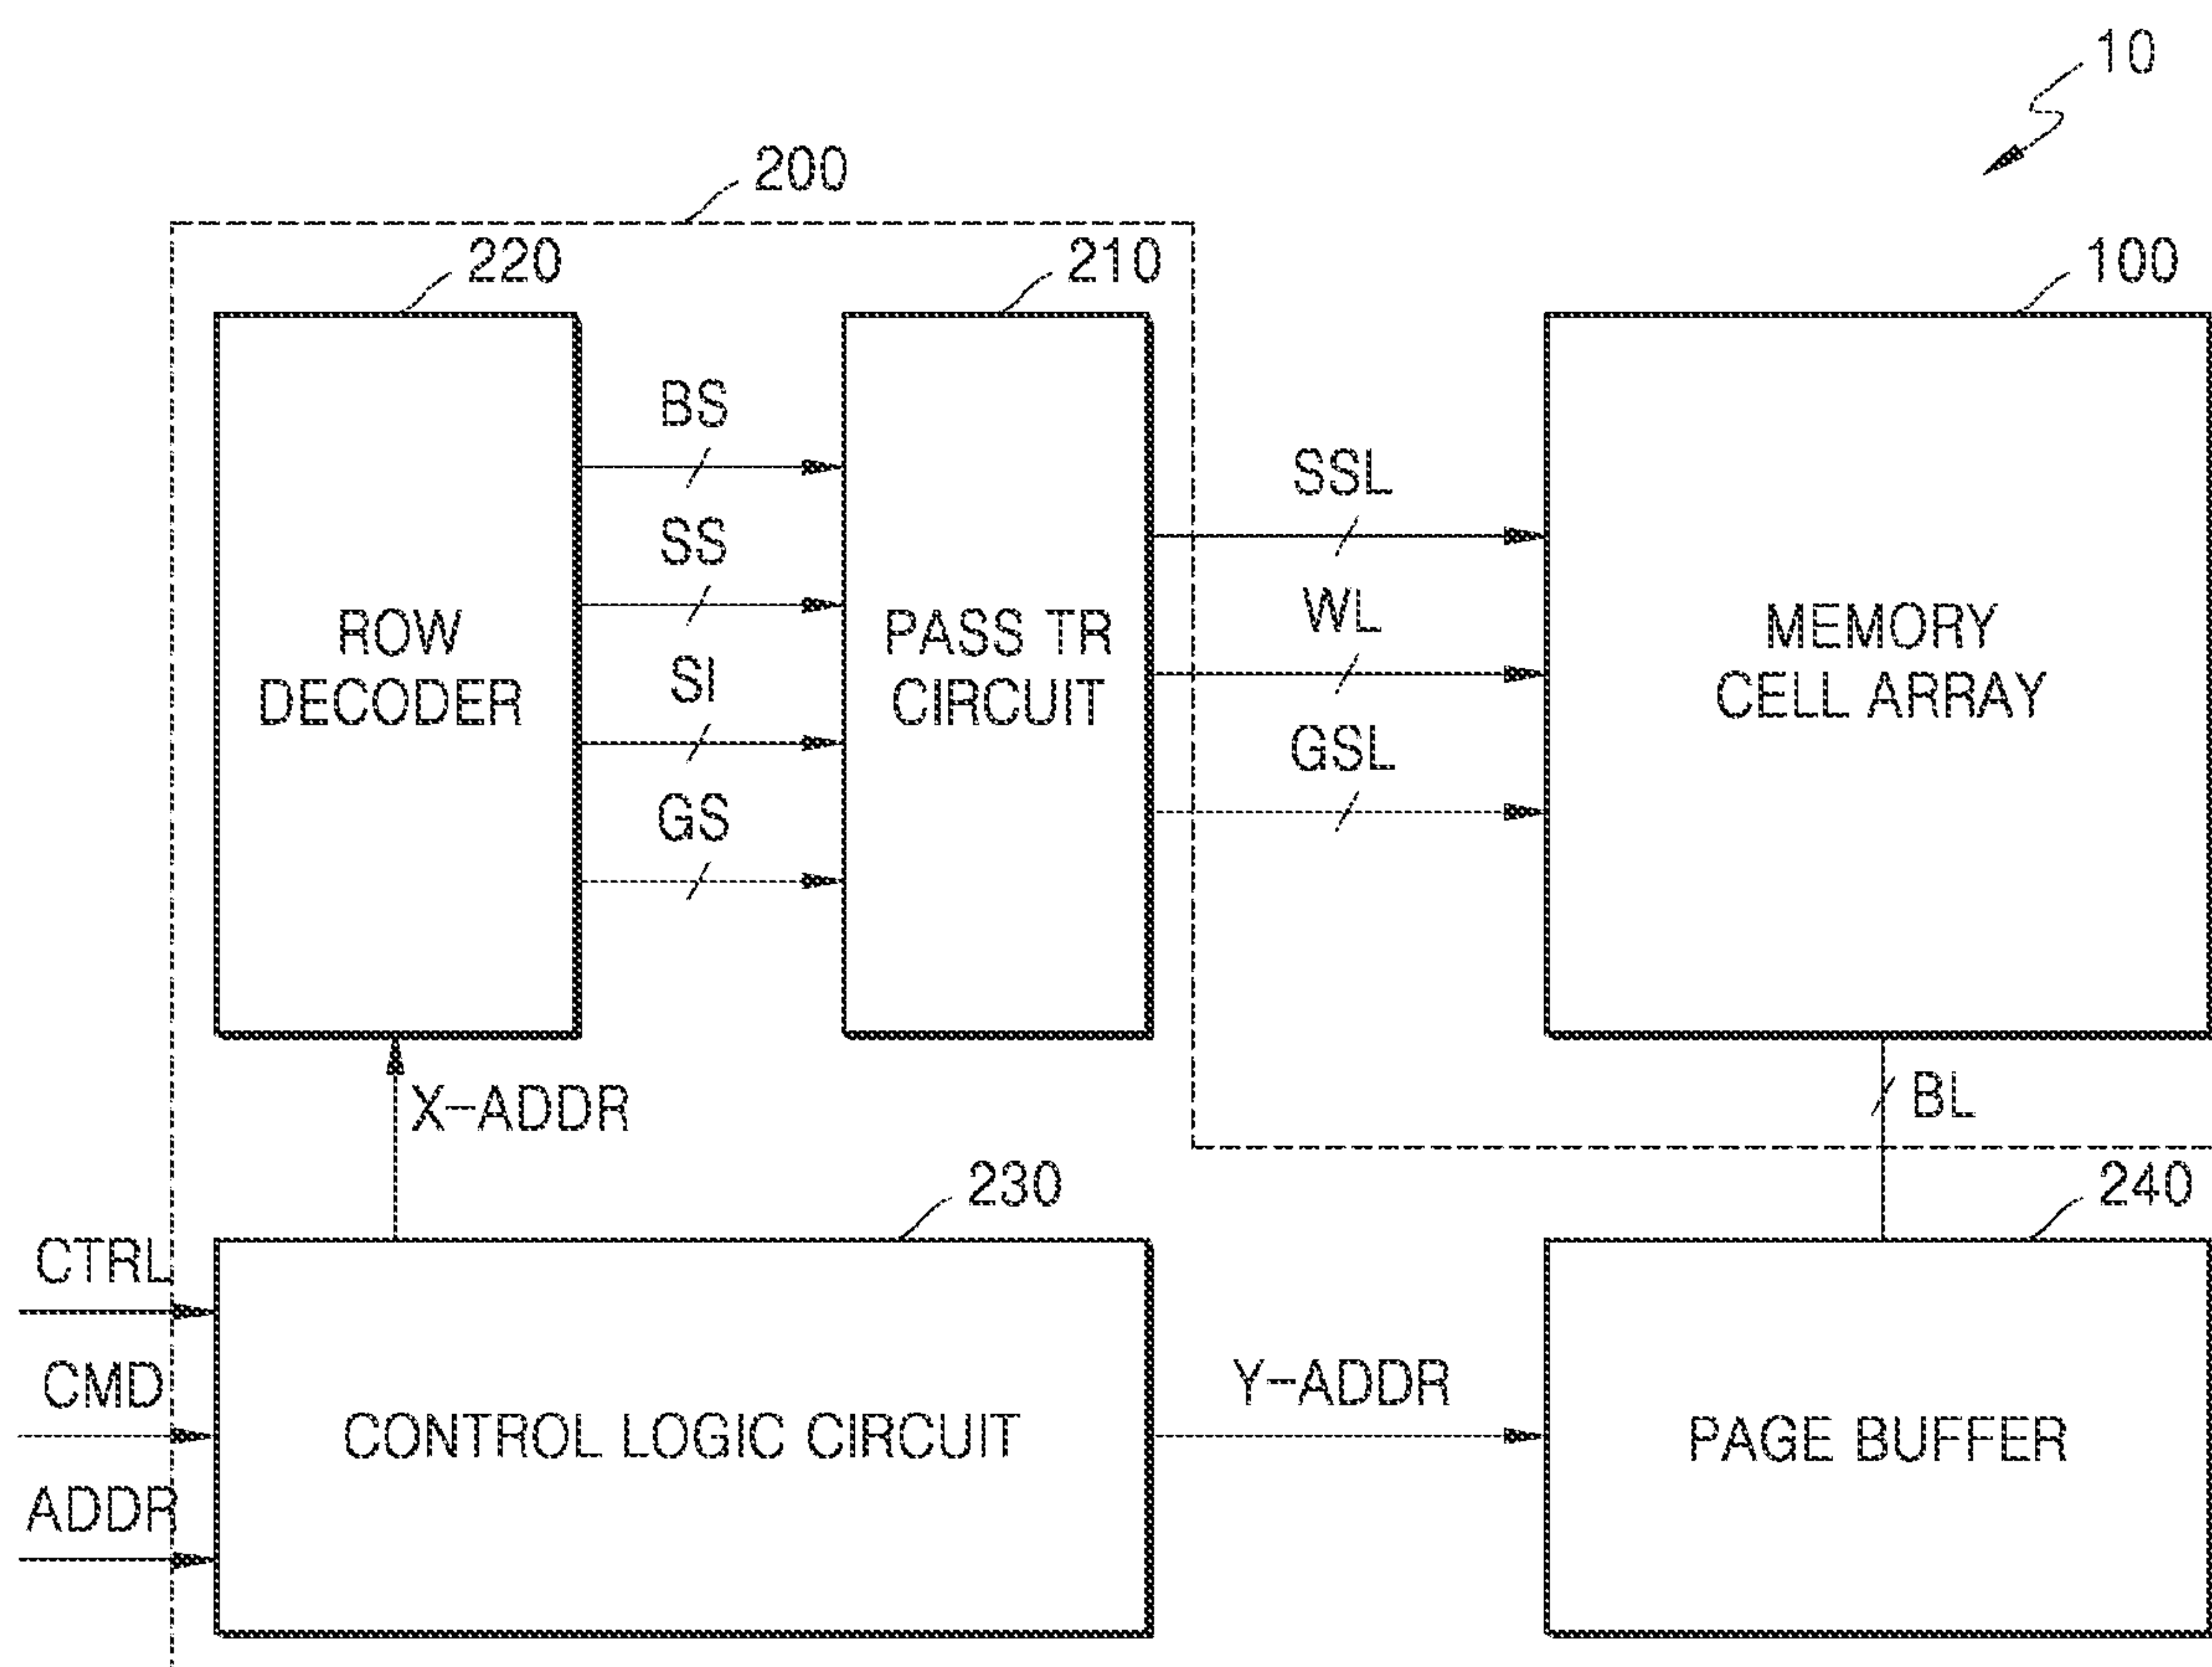 10
200
220
210
100
BS
SSL
SS
WL
ROW
DECODER
PASS TR
CIRCUIT
MEMORY
CELL ARRAY
SI
GSL
GS
X-ADDR
BL
230
240
CTRL
CMD
Y-ADDR
CONTROL LOGIC CIRCUIT
PAGE BUFFER
ADDR